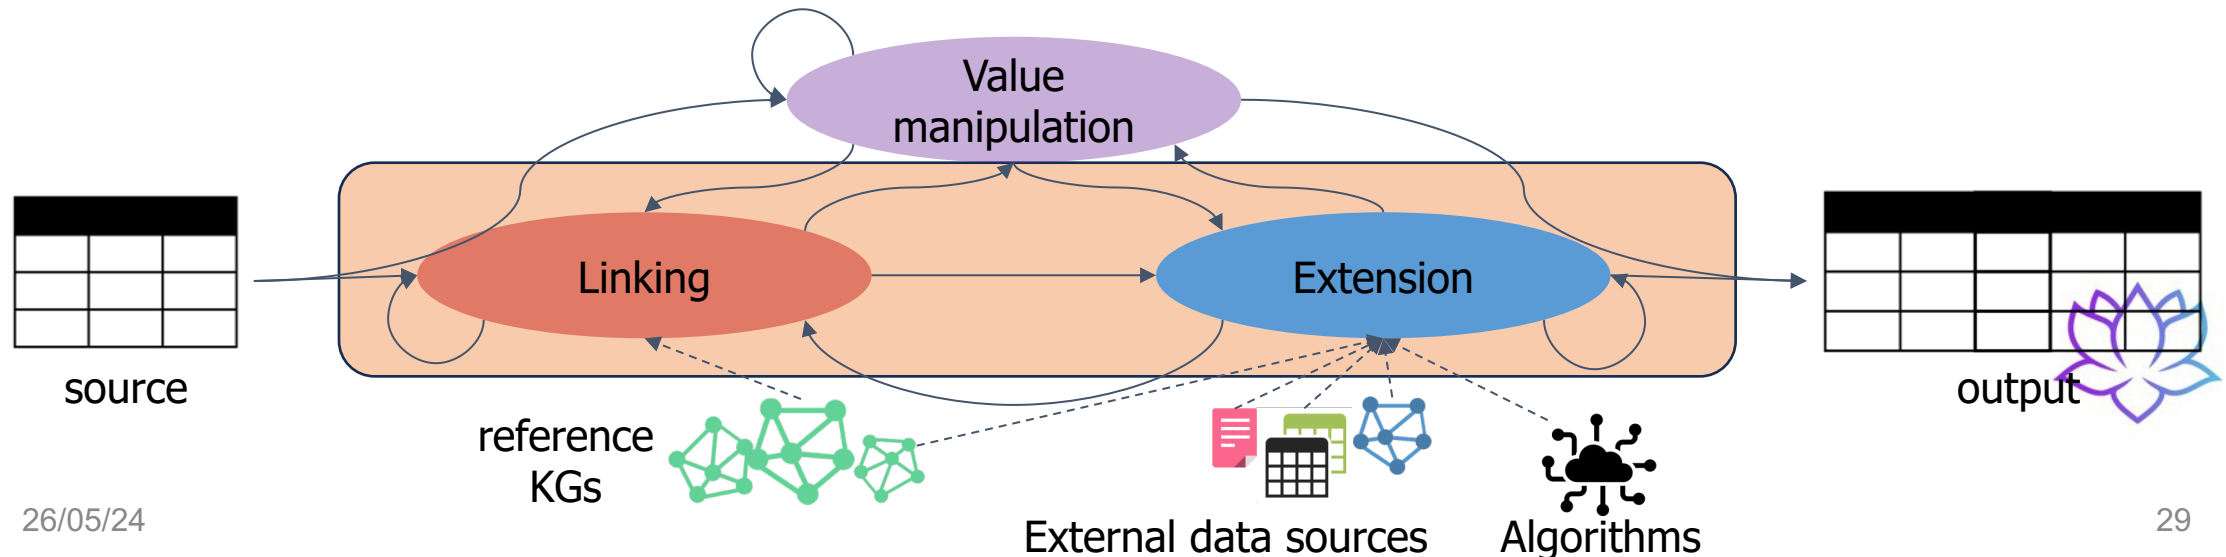 Value
manipulation
Linking
Extension
source
output
reference
KGs
External data sources
Algorithms
26/05/24
29